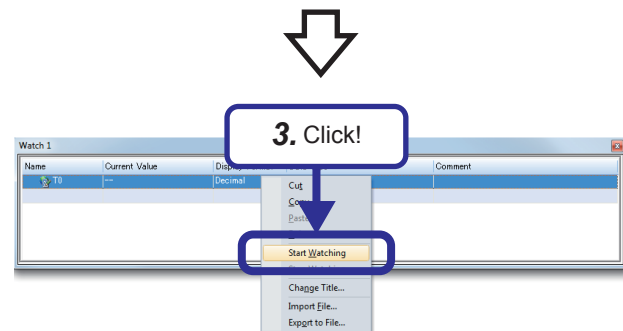 3. Click!
Watch 1
Name Current Value Comment
T0 -- Decimal
Cut
Start Watching
Change Title...
Import File...
Export to File...